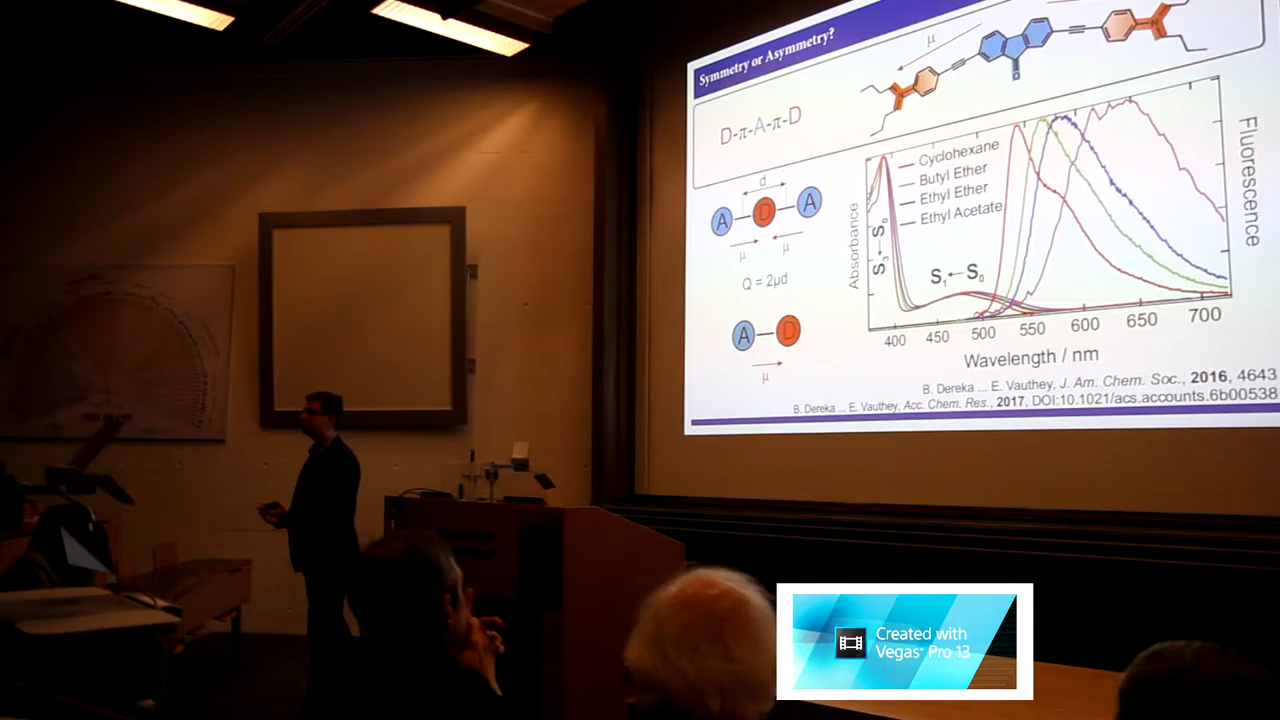 Symmetry or Asymmetry?
μ
D-π-A-π-D
d
A
D
A
μ
μ
Q = 2μd
A
D
μ
Cyclohexane
Butyl Ether
Ethyl Ether
Ethyl Acetate
Absorbance
Fluorescence
S₃←S₀
S₁←S₀
400 450 500 550 600 650 700
Wavelength / nm
B. Dereka ... E. Vauthey, J. Am. Chem. Soc., 2016, 4643
B. Dereka ... E. Vauthey, Acc. Chem. Res., 2017, DOI:10.1021/acs.accounts.6b00538
Created with
Vegas® Pro 13